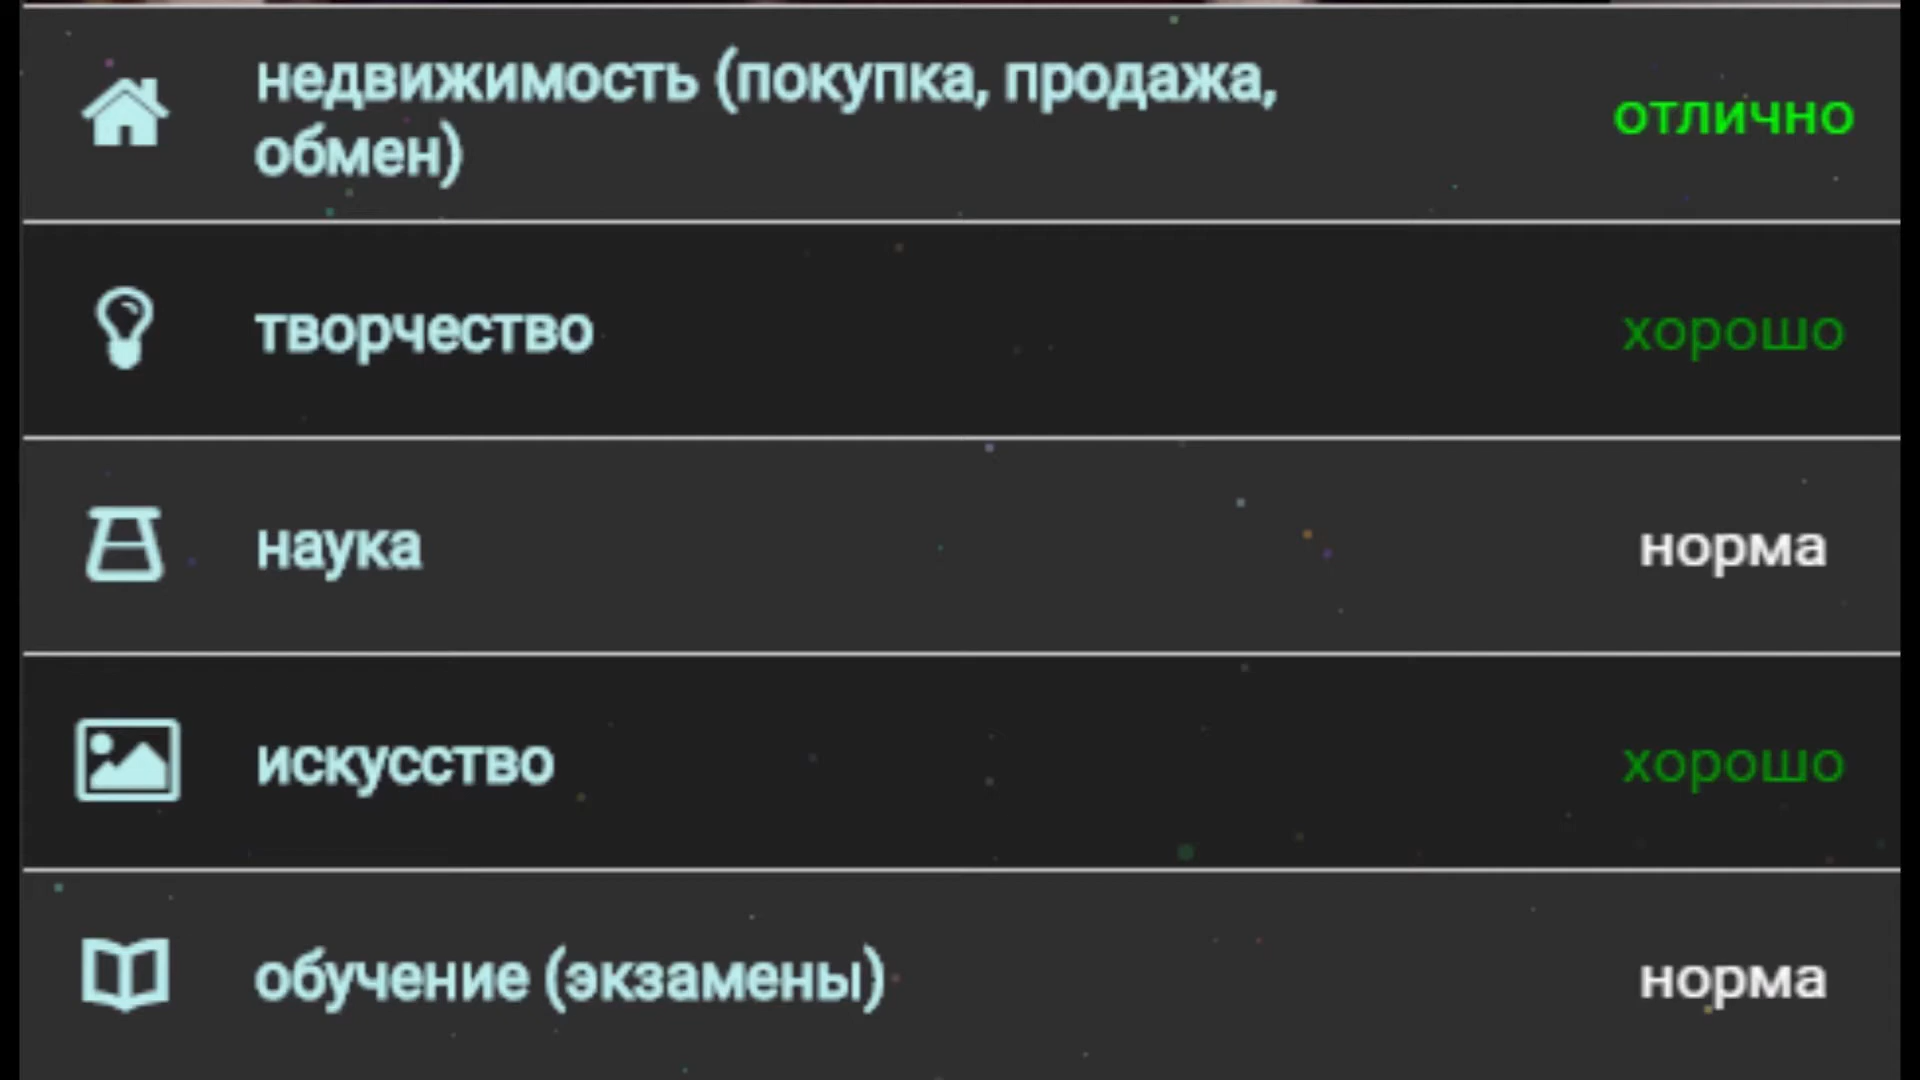 недвижимость (покупка, продажа,
обмен)
отлично
творчество
хорошо
наука
норма
искусство
хорошо
обучение (экзамены)
норма